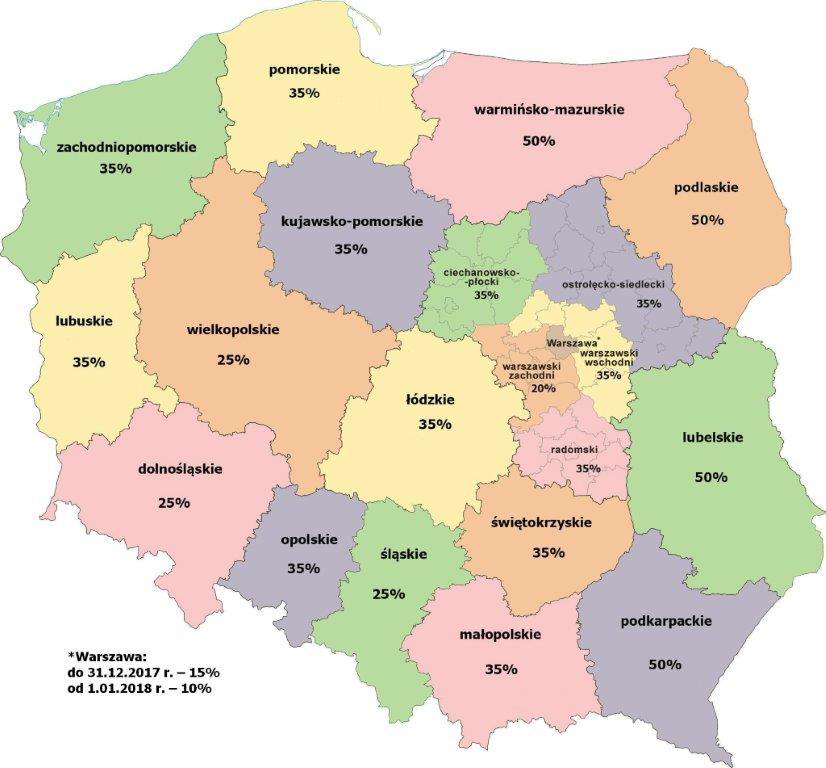 pomorskie
35%
warmińsko-mazurskie
50%
zachodniopomorskie
35%
podlaskie
50%
kujawsko-pomorskie
35%
ciechanowsko-
-płocki
35%
ostrołęcko-siedlecki
35%
lubuskie
35%
wielkopolskie
25%
Warszawa*
warszawski
wschodni
35%
warszawski
zachodni
20%
łódzkie
35%
lubelskie
50%
radomski
35%
dolnośląskie
25%
świętokrzyskie
35%
opolskie
35%
śląskie
25%
małopolskie
35%
podkarpackie
50%
*Warszawa:
do 31.12.2017 r. – 15%
od 1.01.2018 r. – 10%